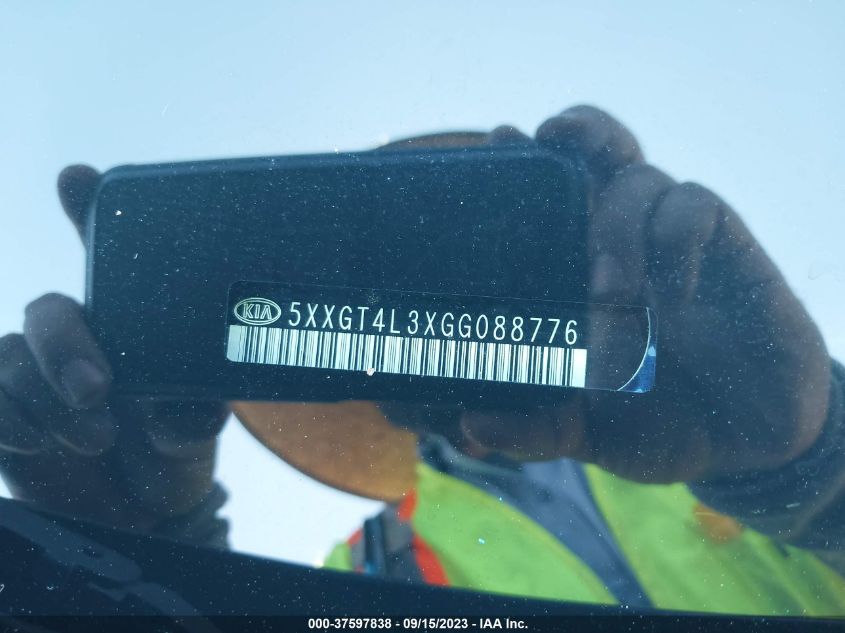 KIA 5XXGT4L3XGG088776
000-37597838 - 09/15/2023 - IAA Inc.